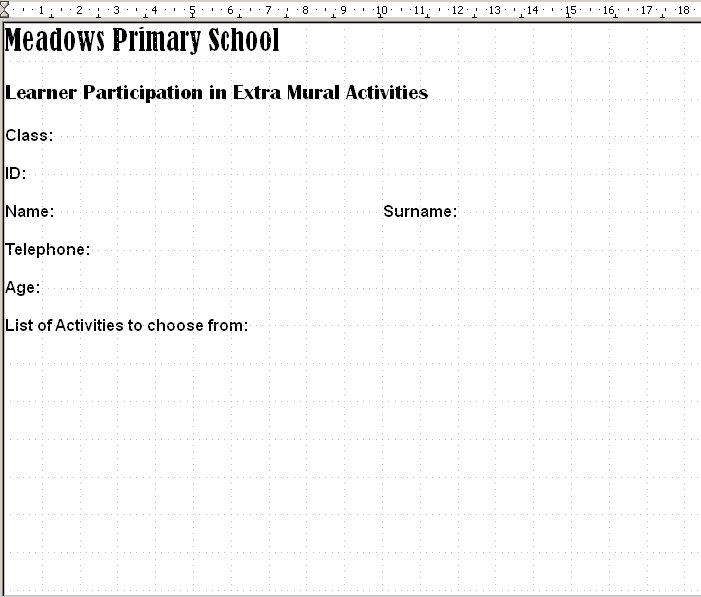 1 2 3 4 5 6 7 8 9 10 11 12 13 14 15 16 17 18
Meadows Primary School
Learner Participation in Extra Mural Activities
Class:
ID:
Name: Surname:
Telephone:
Age:
List of Activities to choose from: